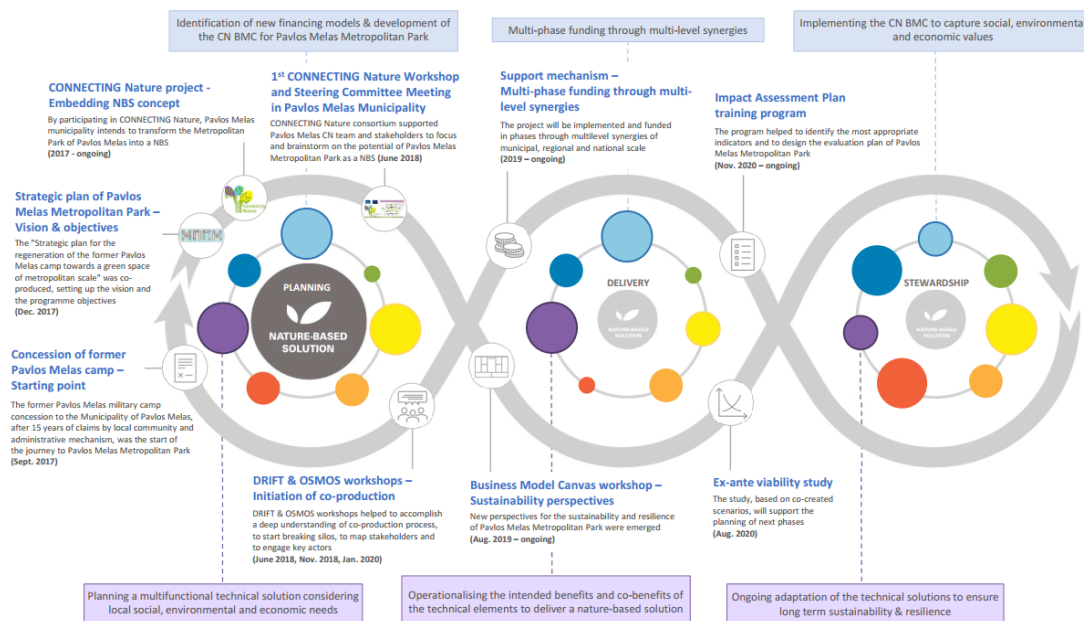 Identification of new financing models & development of
the CN BMC for Pavlos Melas Metropolitan Park
Multi-phase funding through multi-level synergies
Implementing the CN BMC to capture social, environmental
and economic values
CONNECTING Nature project -
Embedding NBS concept
By participating in CONNECTING Nature, Pavlos Melas
municipality intends to transform the Metropolitan
Park of Pavlos Melas into a NBS
(2017 - ongoing)
1st CONNECTING Nature Workshop
and Steering Committee Meeting
in Pavlos Melas Municipality
CONNECTING Nature consortium supported
Pavlos Melas CN team and stakeholders to focus
and brainstorm on the potential of Pavlos Melas
Metropolitan Park as a NBS (June 2018)
Support mechanism –
Multi-phase funding through multi-
level synergies
The project will be implemented and funded
in phases through multilevel synergies of
municipal, regional and national scale
(2019 – ongoing)
Impact Assessment Plan
training program
The program helped to identify the most appropriate
indicators and to design the evaluation plan of Pavlos
Melas Metropolitan Park
(Nov. 2020 – ongoing)
Strategic plan of Pavlos
Melas Metropolitan Park –
Vision & objectives
The "Strategic plan for the
regeneration of the former Pavlos
Melas camp towards a green space
of metropolitan scale" was co-
produced, setting up the vision and
the programme objectives
(Dec. 2017)
Connecting
Nature
PLANNING
NATURE-BASED
SOLUTION
DELIVERY
NATURE-BASED
SOLUTION
STEWARDSHIP
NATURE-BASED
SOLUTION
Concession of former
Pavlos Melas camp –
Starting point
The former Pavlos Melas military camp
concession to the Municipality of Pavlos Melas,
after 15 years of claims by local community and
administrative mechanism, was the start of
the journey to Pavlos Melas Metropolitan Park
(Sept. 2017)
DRIFT & OSMOS workshops –
Initiation of co-production
DRIFT & OSMOS workshops helped to accomplish
a deep understanding of co-production process,
to start breaking silos, to map stakeholders and
to engage key actors
(June 2018, Nov. 2018, Jan. 2020)
Business Model Canvas workshop –
Sustainability perspectives
New perspectives for the sustainability and resilience
of Pavlos Melas Metropolitan Park were emerged
(Aug. 2019 – ongoing)
Ex-ante viability study
The study, based on co-created
scenarios, will support the
planning of next phases
(Aug. 2020)
Planning a multifunctional technical solution considering
local social, environmental and economic needs
Operationalising the intended benefits and co-benefits of
the technical elements to deliver a nature-based solution
Ongoing adaptation of the technical solutions to ensure
long term sustainability & resilience